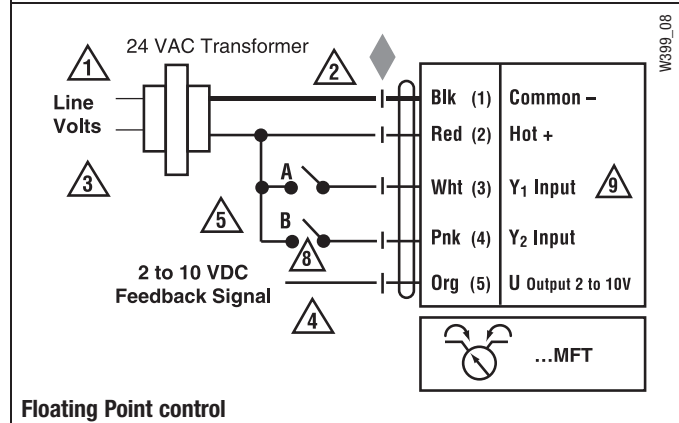 W399_08
24 VAC Transformer
1
2
Line
Volts
3
Blk (1) Common –
Red (2) Hot +
A
Wht (3) Y₁ Input 9
5
B
8
Pnk (4) Y₂ Input
2 to 10 VDC
Feedback Signal
4
Org (5) U Output 2 to 10V
...MFT
Floating Point control